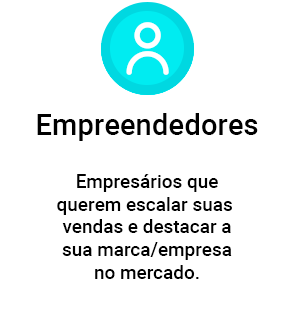 Empreendedores
Empresários que
querem escalar suas
vendas e destacar a
sua marca/empresa
no mercado.